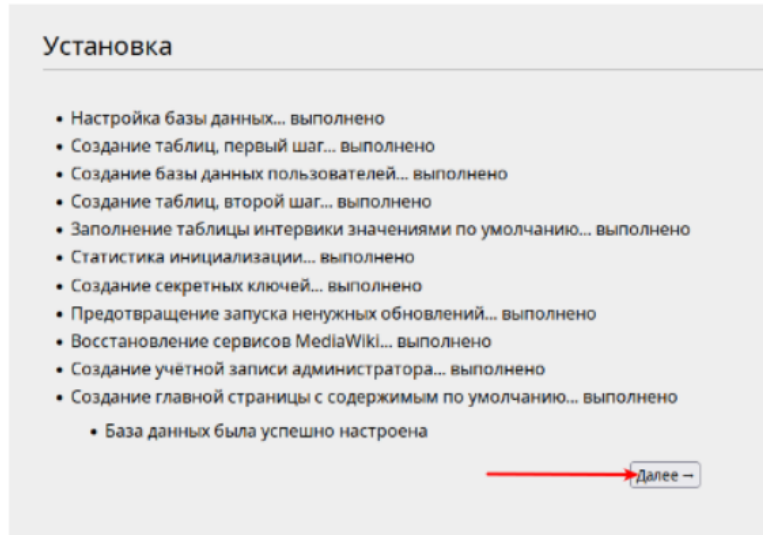 Установка
• Настройка базы данных... выполнено
• Создание таблиц, первый шаг... выполнено
• Создание базы данных пользователей... выполнено
• Создание таблиц, второй шаг... выполнено
• Заполнение таблицы интервики значениями по умолчанию... выполнено
• Статистика инициализации... выполнено
• Создание секретных ключей... выполнено
• Предотвращение запуска ненужных обновлений... выполнено
• Восстановление сервисов MediaWiki... выполнено
• Создание учётной записи администратора... выполнено
• Создание главной страницы с содержимым по умолчанию... выполнено
• База данных была успешно настроена
Далее →